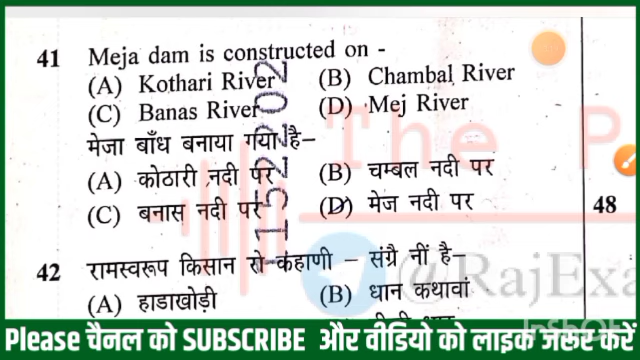 41 Meja dam is constructed on -
(A) Kothari River (B) Chambal River
(C) Banas River (D) Mej River
मेजा बाँध बनाया गया है–
(A) कोठारी नदी पर (B) चम्बल नदी पर
(C) बनास नदी पर (D) मेज नदी पर
48
42 रामस्वरूप किसान रो कहाणी – संग्रै नीं है–
(A) हाडाखोड़ी (B) धान कथावां
The P
@RajExa
Please चैनल को SUBSCRIBE और वीडियो को लाइक जरूर करें